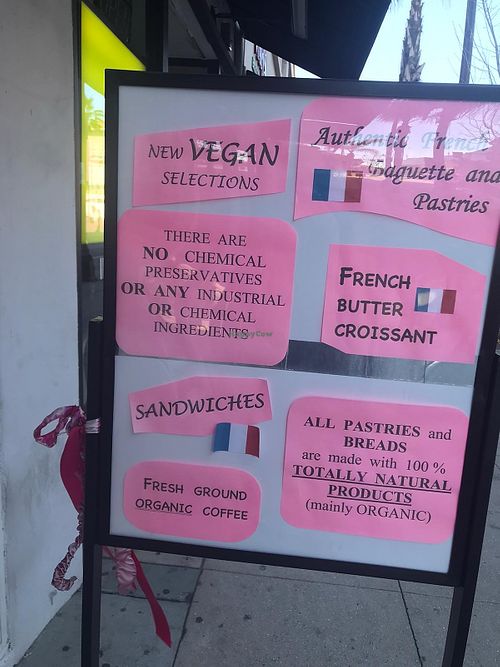 NEW VEGAN
SELECTIONS
Authentic French
Baguette and
Pastries
THERE ARE
NO CHEMICAL
PRESERVATIVES
OR ANY INDUSTRIAL
OR CHEMICAL
INGREDIENTS
HappyCow
FRENCH
BUTTER
CROISSANT
SANDWICHES
ALL PASTRIES and
BREADS
are made with 100%
TOTALLY NATURAL
PRODUCTS
(mainly ORGANIC)
FRESH GROUND
ORGANIC COFFEE